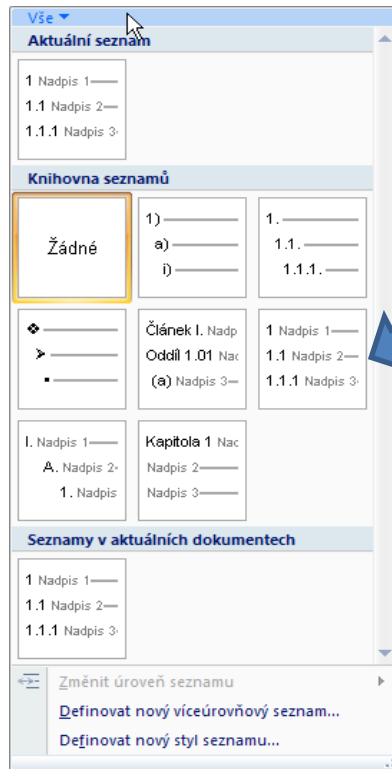 Vše
Aktuální seznam
1 Nadpis 1
1.1 Nadpis 2
1.1.1 Nadpis 3
Knihovna seznamů
Žádné
1)
a)
i)
1.
1.1.
1.1.1.
Článek I. Nadp
Oddíl 1.01 Nac
(a) Nadpis 3
1 Nadpis 1
1.1 Nadpis 2
1.1.1 Nadpis 3
I. Nadpis 1
A. Nadpis 2
1. Nadpis
Kapitola 1 Nac
Nadpis 2
Nadpis 3
Seznamy v aktuálních dokumentech
1 Nadpis 1
1.1 Nadpis 2
1.1.1 Nadpis 3
Změnit úroveň seznamu
Definovat nový víceúrovňový seznam...
Definovat nový styl seznamu...